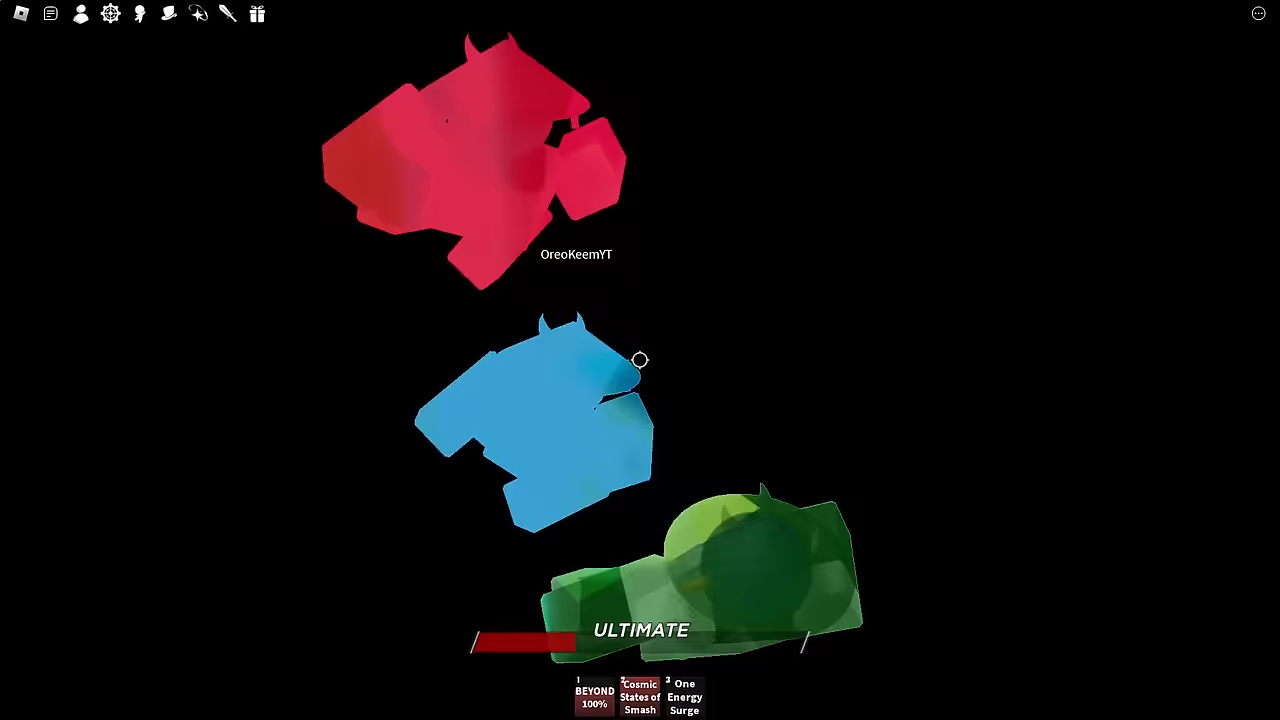 OreoKeemYT
ULTIMATE
1
BEYOND
100%
2
Cosmic
States of
Smash
3
One
Energy
Surge